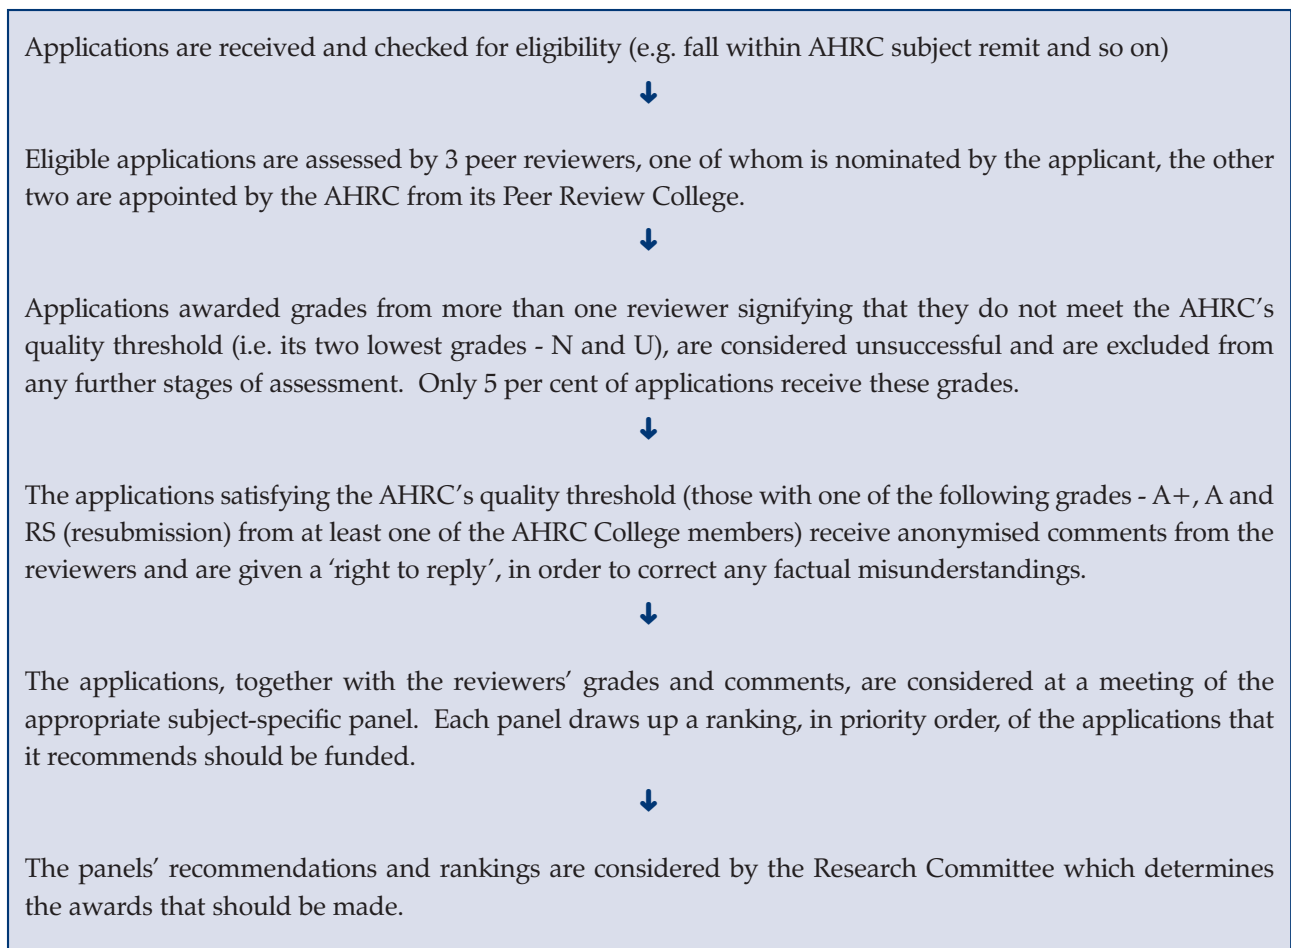 Applications are received and checked for eligibility (e.g. fall within AHRC subject remit and so on)
Eligible applications are assessed by 3 peer reviewers, one of whom is nominated by the applicant, the other
two are appointed by the AHRC from its Peer Review College.
Applications awarded grades from more than one reviewer signifying that they do not meet the AHRC’s
quality threshold (i.e. its two lowest grades - N and U), are considered unsuccessful and are excluded from
any further stages of assessment. Only 5 per cent of applications receive these grades.
The applications satisfying the AHRC’s quality threshold (those with one of the following grades - A+, A and
RS (resubmission) from at least one of the AHRC College members) receive anonymised comments from the
reviewers and are given a ‘right to reply’, in order to correct any factual misunderstandings.
The applications, together with the reviewers’ grades and comments, are considered at a meeting of the
appropriate subject-specific panel. Each panel draws up a ranking, in priority order, of the applications that
it recommends should be funded.
The panels’ recommendations and rankings are considered by the Research Committee which determines
the awards that should be made.